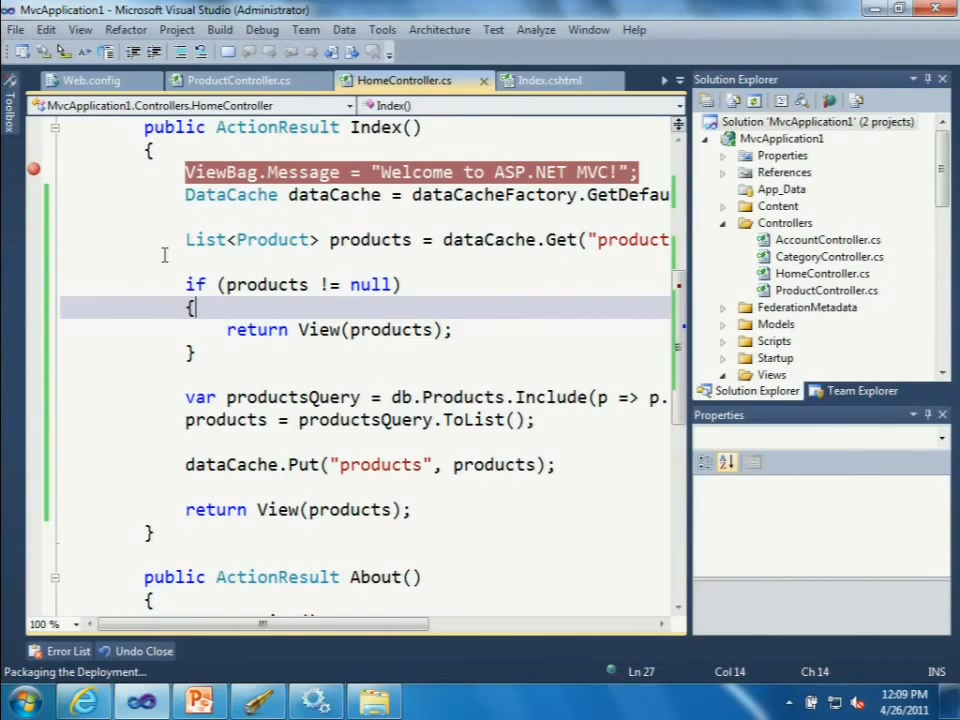 MvcApplication1 - Microsoft Visual Studio (Administrator)
File Edit View Refactor Project Build Debug Team Data Tools Architecture Test Analyze Window Help
Web.config ProductController.cs HomeController.cs Index.cshtml
MvcApplication1.Controllers.HomeController Index()
Toolbox
public ActionResult Index()
{
ViewBag.Message = "Welcome to ASP.NET MVC!";
DataCache dataCache = dataCacheFactory.GetDefau
List<Product> products = dataCache.Get("product
if (products != null)
{
return View(products);
}
var productsQuery = db.Products.Include(p => p.
products = productsQuery.ToList();
dataCache.Put("products", products);
return View(products);
}
public ActionResult About()
{
100 %
Solution Explorer
Solution 'MvcApplication1' (2 projects)
MvcApplication1
Properties
References
App_Data
Content
Controllers
AccountController.cs
CategoryController.cs
HomeController.cs
ProductController.cs
FederationMetadata
Models
Scripts
Startup
Views
Solution Explorer Team Explorer
Properties
Error List Undo Close
Packaging the Deployment... Ln 27 Col 14 Ch 14 INS
12:09 PM
4/26/2011